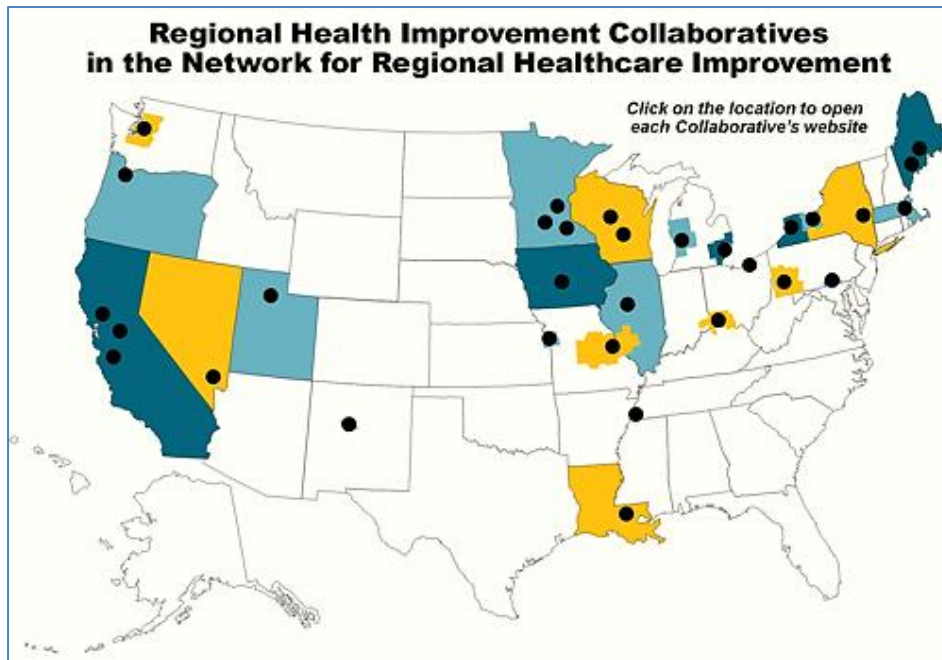 Regional Health Improvement Collaboratives
in the Network for Regional Healthcare Improvement
Click on the location to open
each Collaborative's website